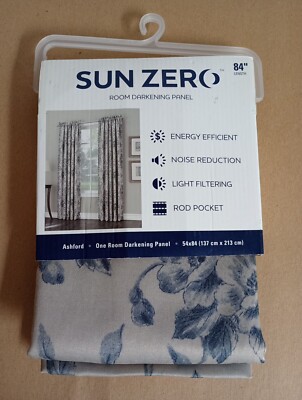 SUN ZERO™
84"
LENGTH
ROOM DARKENING PANEL
ENERGY EFFICIENT
NOISE REDUCTION
LIGHT FILTERING
ROD POCKET
Ashford • One Room Darkening Panel • 54x84 (137 cm x 213 cm)